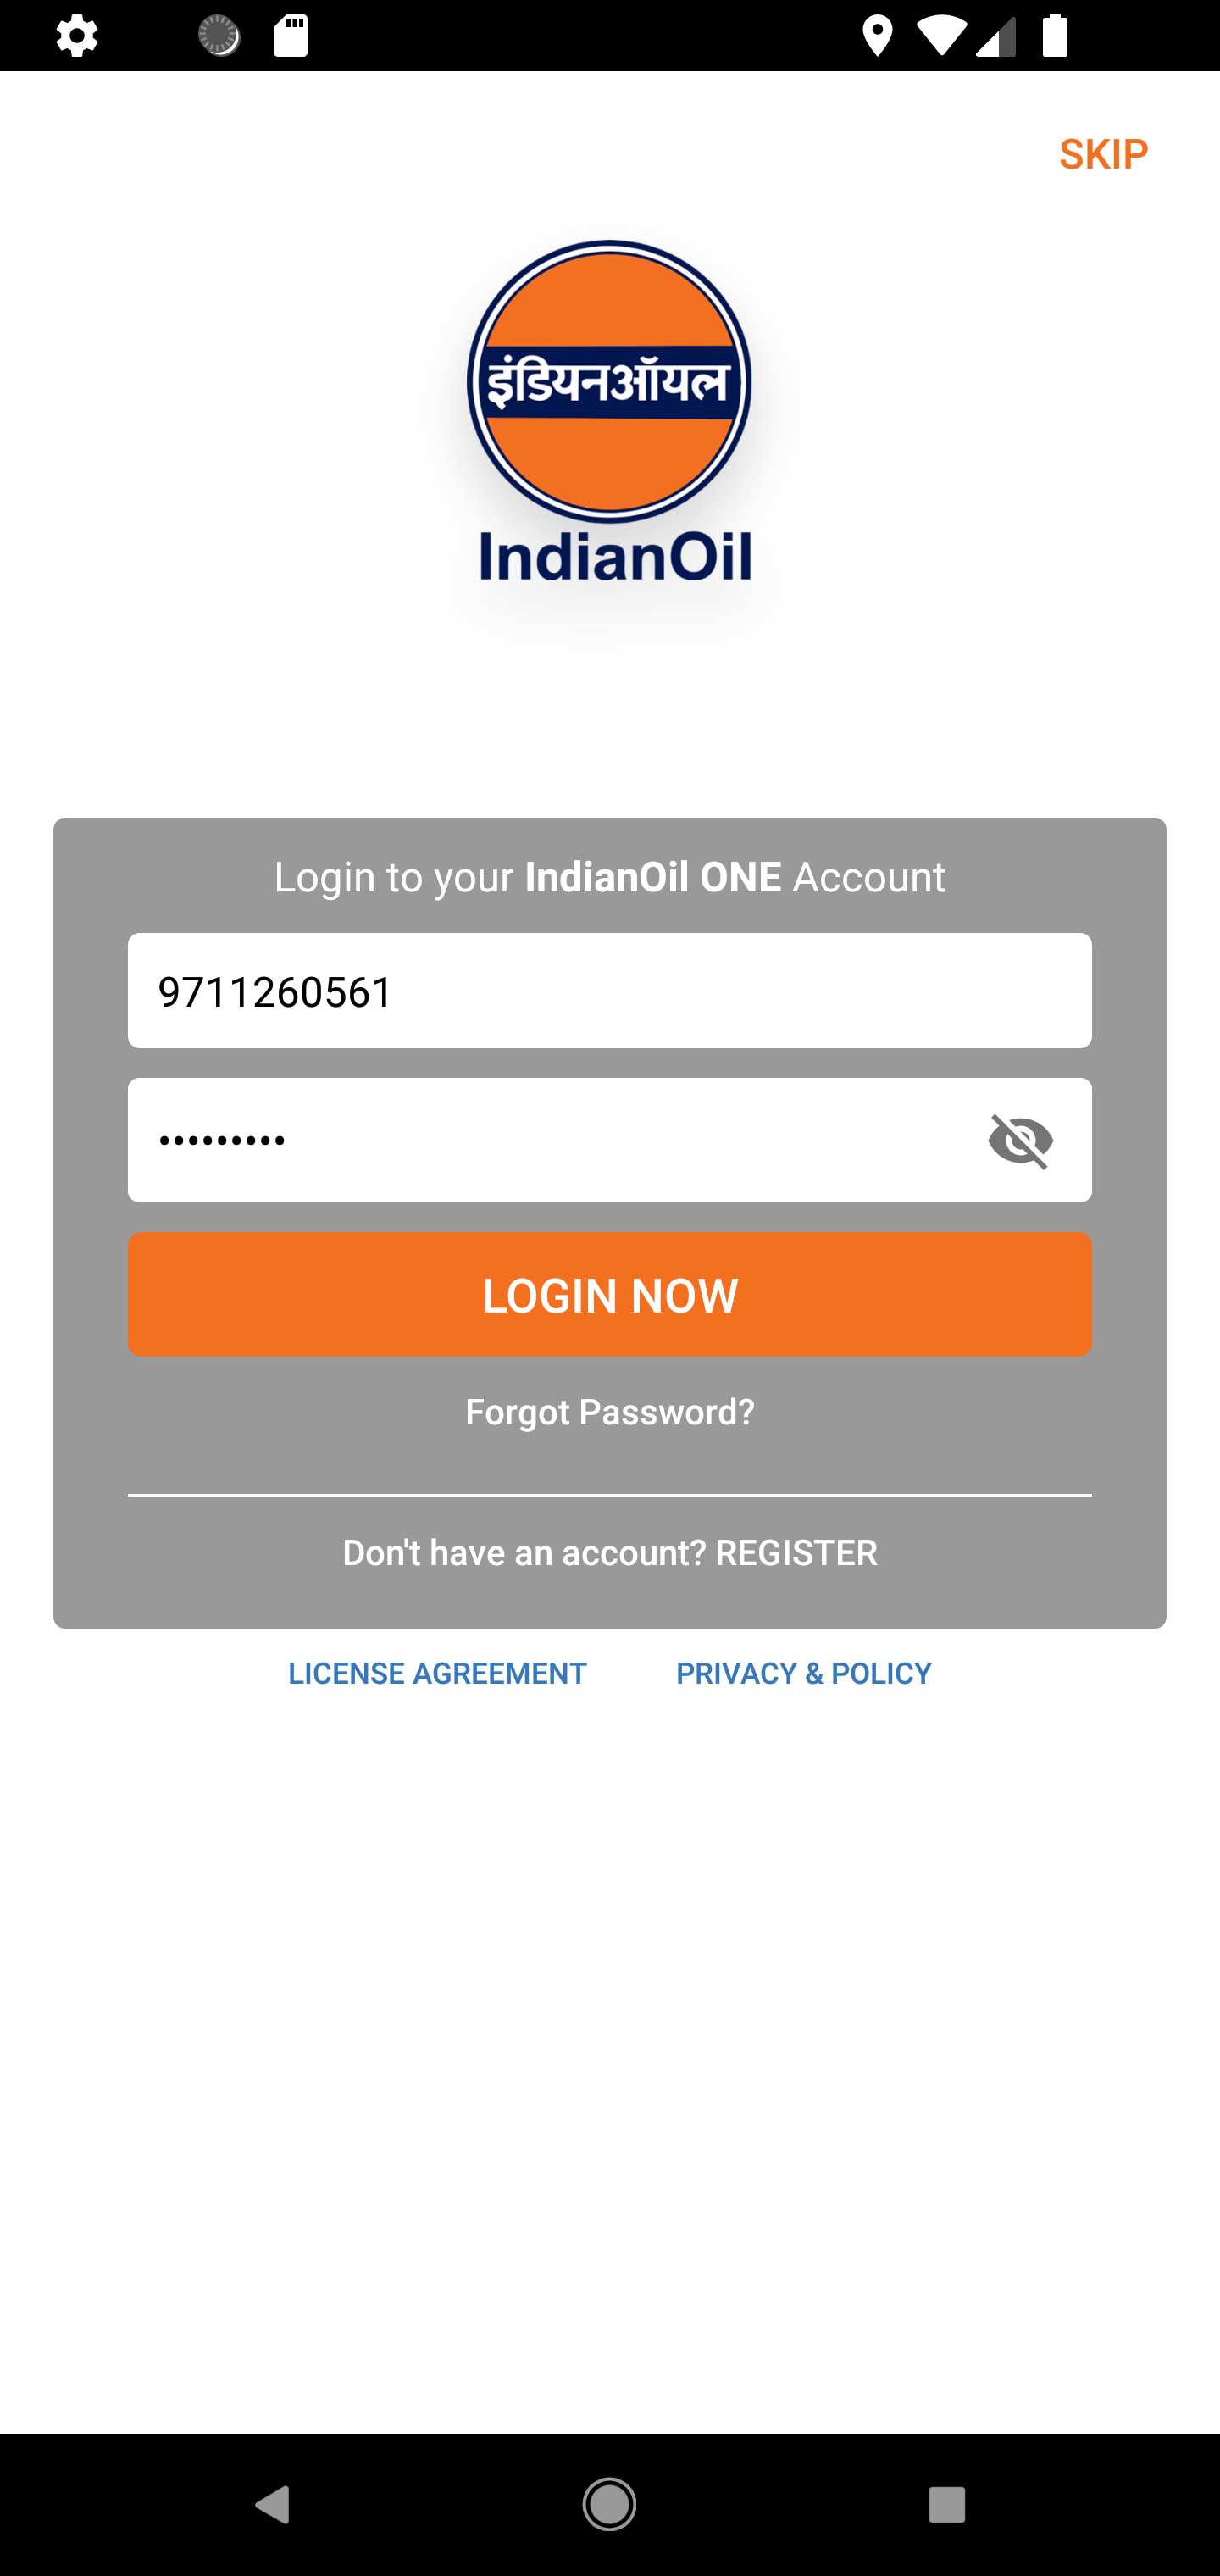 SKIP
इंडियनऑयल
IndianOil
Login to your IndianOil ONE Account
9711260561
•••••••••
LOGIN NOW
Forgot Password?
Don't have an account? REGISTER
LICENSE AGREEMENT PRIVACY & POLICY